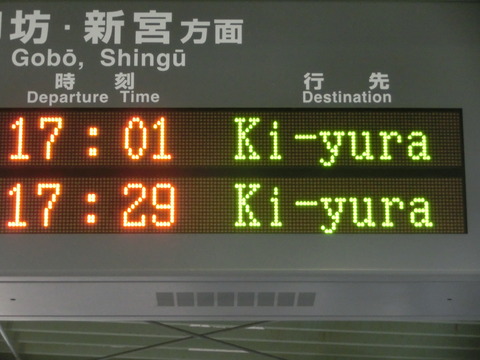 坊・新宮方面
Gobō, Shingū
時刻 行先
Departure Time Destination
17:01 Ki-yura
17:29 Ki-yura